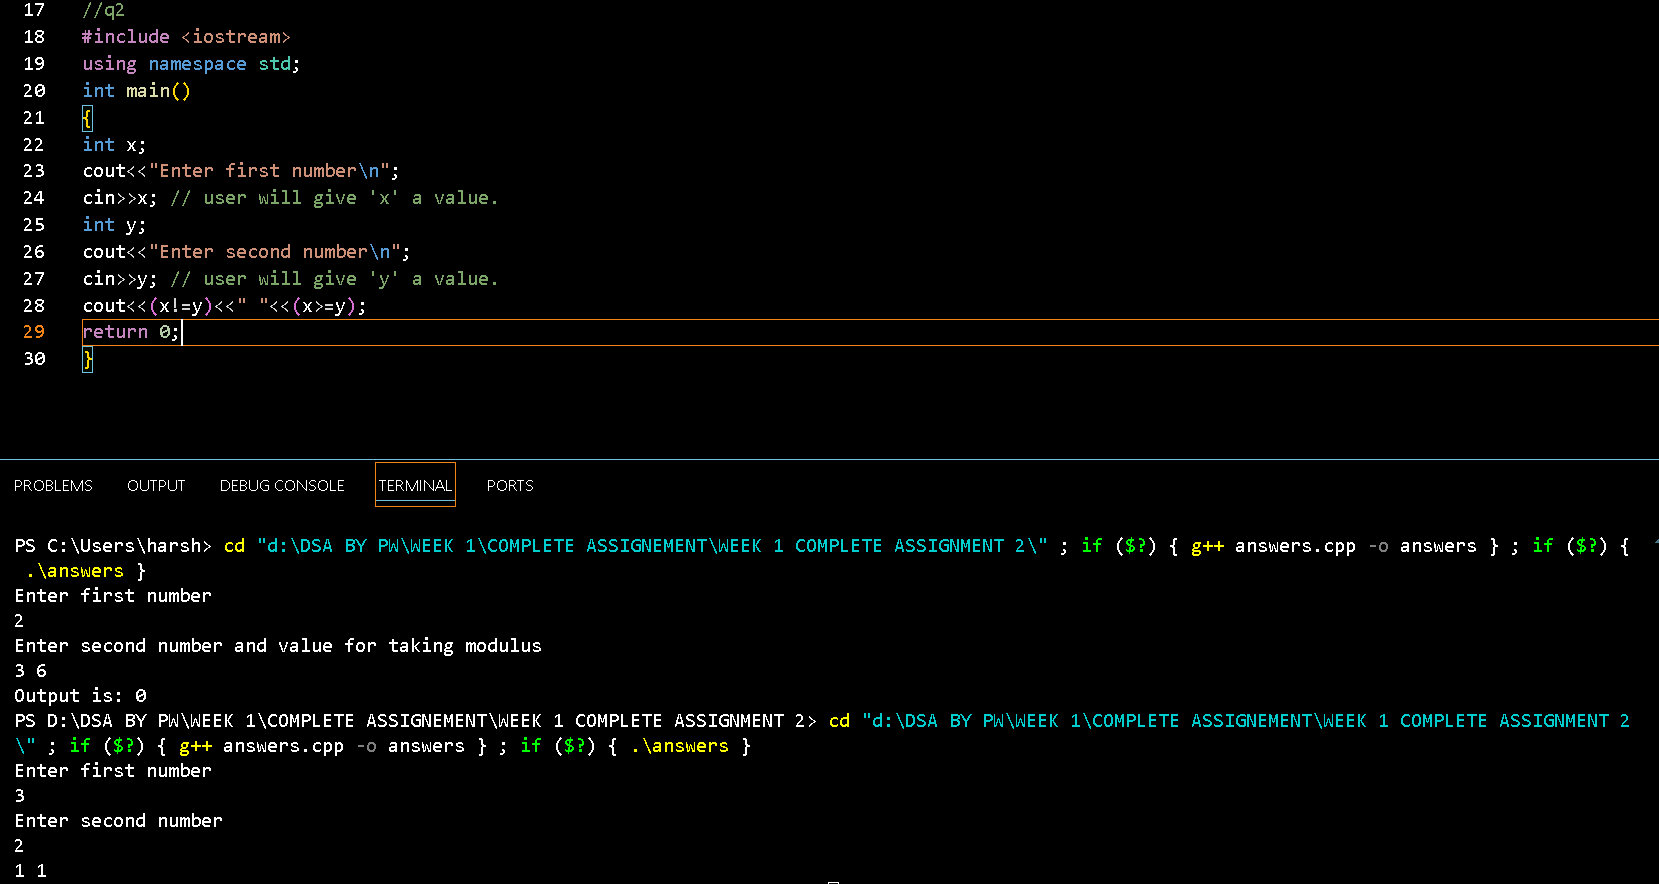 17 //q2
18 #include <iostream>
19 using namespace std;
20 int main()
21 {
22 int x;
23 cout<<"Enter first number\n";
24 cin>>x; // user will give 'x' a value.
25 int y;
26 cout<<"Enter second number\n";
27 cin>>y; // user will give 'y' a value.
28 cout<<(x!=y)<<" "<<(x>=y);
29 return 0;
30 }
PROBLEMS OUTPUT DEBUG CONSOLE TERMINAL PORTS
PS C:\Users\harsh> cd "d:\DSA BY PW\WEEK 1\COMPLETE ASSIGNEMENT\WEEK 1 COMPLETE ASSIGNMENT 2\" ; if ($?) { g++ answers.cpp -o answers } ; if ($?) {
.\answers }
Enter first number
2
Enter second number and value for taking modulus
3 6
Output is: 0
PS D:\DSA BY PW\WEEK 1\COMPLETE ASSIGNEMENT\WEEK 1 COMPLETE ASSIGNMENT 2> cd "d:\DSA BY PW\WEEK 1\COMPLETE ASSIGNEMENT\WEEK 1 COMPLETE ASSIGNMENT 2
\" ; if ($?) { g++ answers.cpp -o answers } ; if ($?) { .\answers }
Enter first number
3
Enter second number
2
1 1